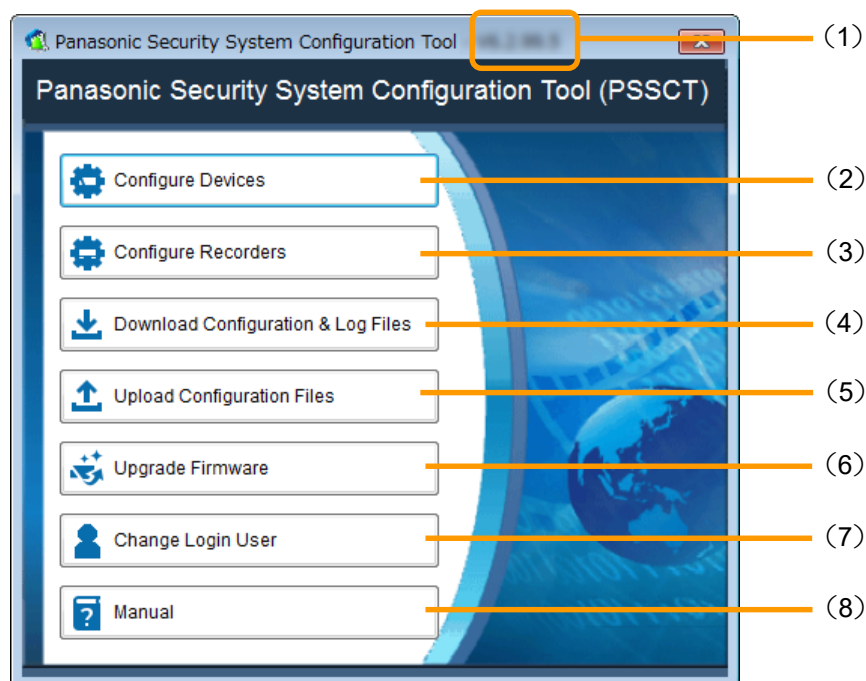 Panasonic Security System Configuration Tool
(1)
Panasonic Security System Configuration Tool (PSSCT)
Configure Devices
(2)
Configure Recorders
(3)
Download Configuration & Log Files
(4)
Upload Configuration Files
(5)
Upgrade Firmware
(6)
Change Login User
(7)
Manual
(8)